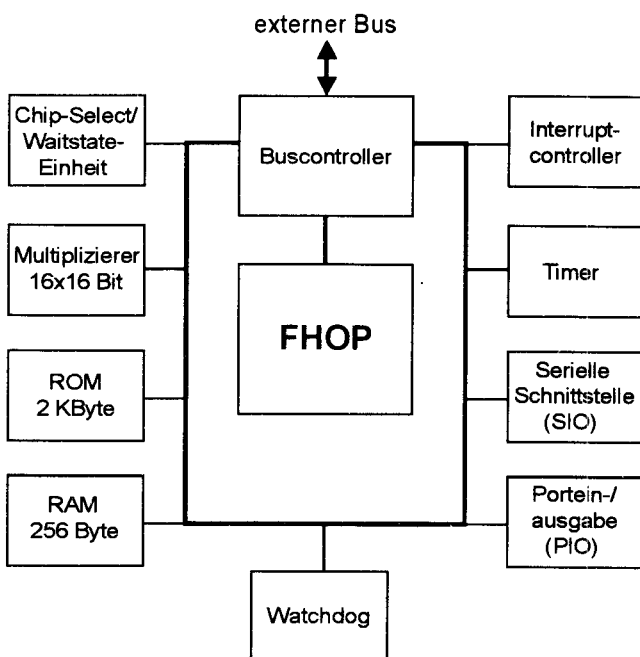 externer Bus
Chip-Select/
Waitstate-
Einheit
Buscontroller
Interrupt-
controller
Multiplizierer
16x16 Bit
FHOP
Timer
ROM
2 KByte
Serielle
Schnittstelle
(SIO)
RAM
256 Byte
Portein-/
ausgabe
(PIO)
Watchdog